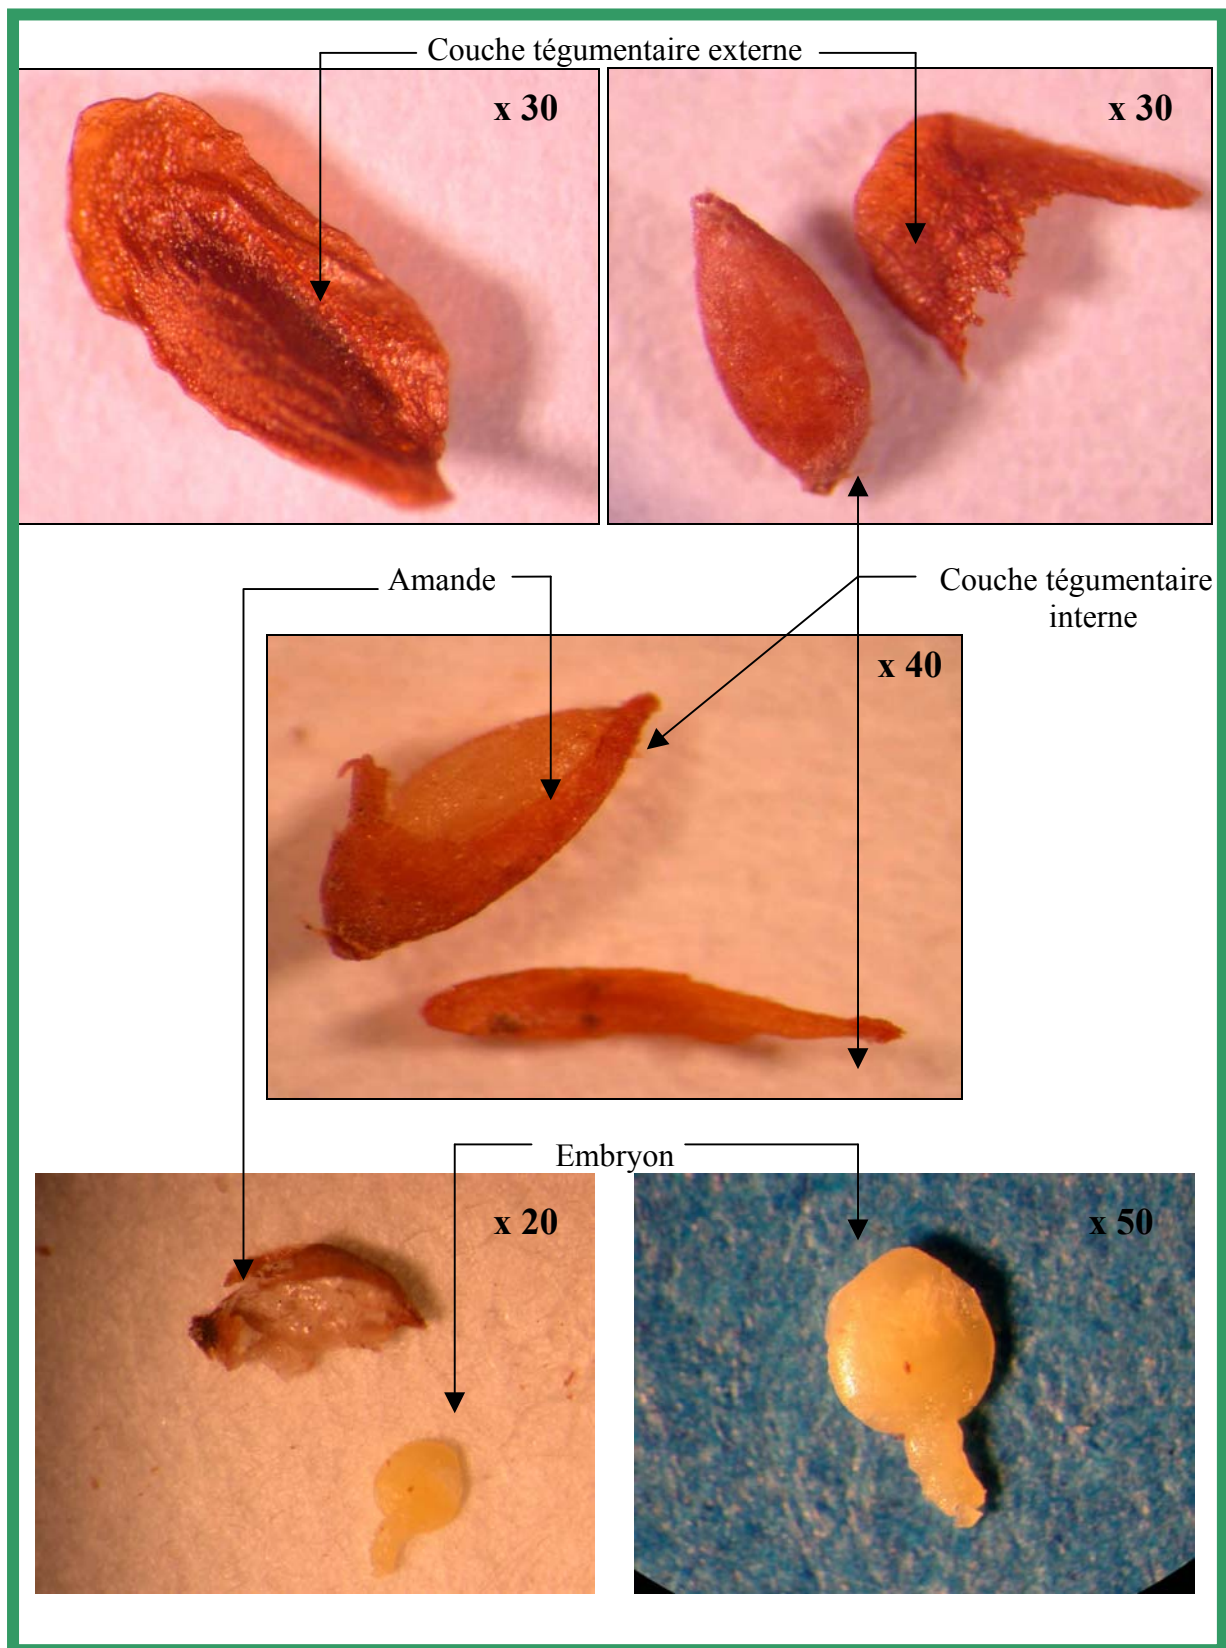 Couche tégumentaire externe
x 30
x 30
Amande
Couche tégumentaire
interne
x 40
Embryon
x 20
x 50